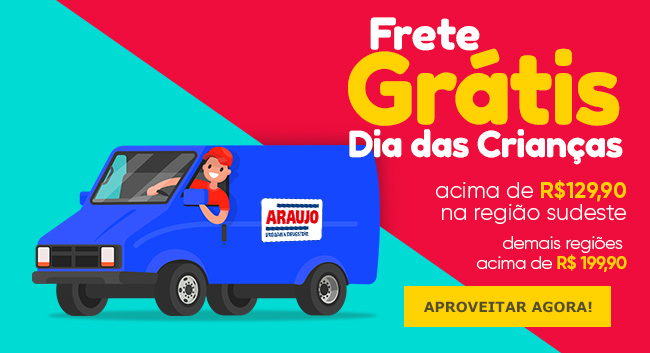 Frete
Grátis
Dia das Crianças
acima de R$129,90
na região sudeste
demais regiões
acima de R$ 199,90
APROVEITAR AGORA!
ARAUJO